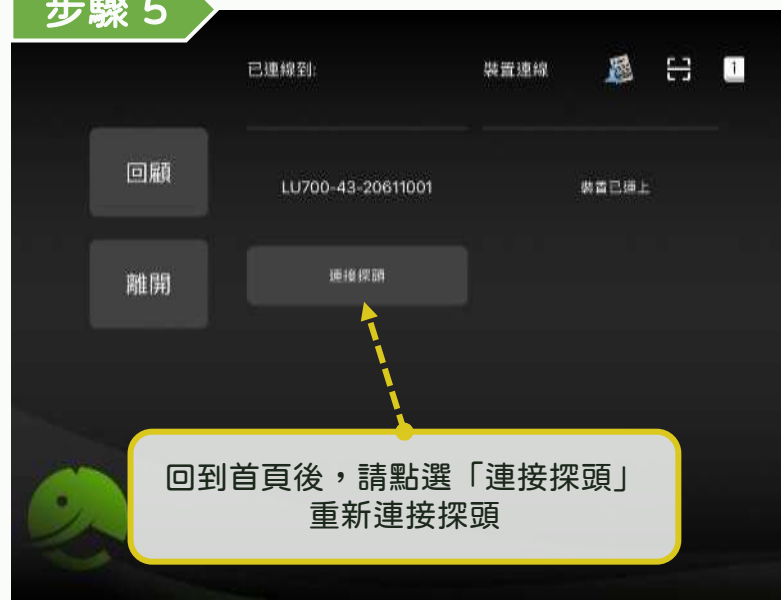 步驟 5
已連線到:
裝置連線
1
回顧
LU700-43-20611001
裝置已連上
離開
連接探頭
回到首頁後，請點選「連接探頭」
重新連接探頭